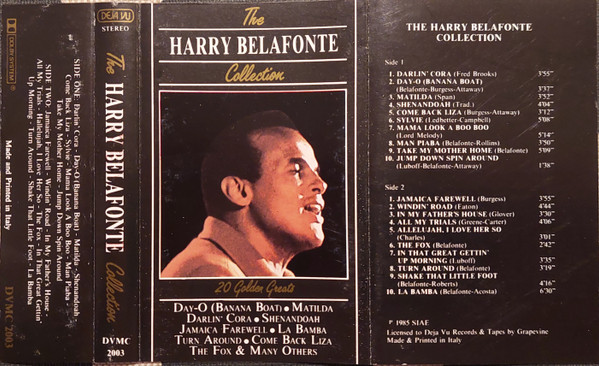 DOLBY SYSTEM
SIDE ONE: Darlin' Cora - Day-O (Banana Boat) - Matilda - Shenandoah
Come Back Liza - Sylvie - Mama Look A Boo Boo - Man Piaba -
Take My Mother Home - Jump Down Spin Around
SIDE TWO: Jamaica Farewell - Windin' Road - In My Father's House -
All My Trials - Hallelujah, I Love Her So - The Fox - In That Great Gettin'
Up Morning - Turn Around - Shake That Little Foot - La Bamba
Made and Printed in Italy
DVMC 2003
DEJA VU
STEREO
The HARRY BELAFONTE Collection
DVMC
2003
The
HARRY BELAFONTE
Collection
20 Golden Greats
DAY-O (BANANA BOAT) • MATILDA
DARLIN' CORA • SHENANDOAH
JAMAICA FAREWELL • LA BAMBA
TURN AROUND • COME BACK LIZA
THE FOX & MANY OTHERS
THE HARRY BELAFONTE
COLLECTION
Side 1
1. DARLIN' CORA (Fred Brooks) 3'55"
2. DAY-O (BANANA BOAT)
(Belafonte-Burgess-Attaway) 3'37"
3. MATILDA (Span) 3'52"
4. SHENANDOAH (Trad.) 4'04"
5. COME BACK LIZA (Burgess-Attaway) 3'12"
6. SYLVIE (Ledbetter-Campbell) 5'08"
7. MAMA LOOK A BOO BOO
(Lord Melody) 5'14"
8. MAN PIABA (Belafonte-Rollins) 3'50"
9. TAKE MY MOTHER HOME (Belafonte) 5'09"
10. JUMP DOWN SPIN AROUND
(Luboff-Belafonte-Attaway) 1'38"
Side 2
1. JAMAICA FAREWELL (Burgess) 3'55"
2. WINDIN' ROAD (Eaton) 4'44"
3. IN MY FATHER'S HOUSE (Glover) 3'30"
4. ALL MY TRIALS (Greene-Carter) 4'06"
5. ALLELUJAH, I LOVE HER SO
(Charles) 3'01"
6. THE FOX (Belafonte) 2'42"
7. IN THAT GREAT GETTIN'
UP MORNING (Luboff) 3'35"
8. TURN AROUND (Belafonte) 3'19"
9. SHAKE THAT LITTLE FOOT
(Belafonte-Roberts) 4'16"
10. LA BAMBA (Belafonte-Acosta) 6'30"
℗ 1985 SIAE
Licensed to Deja Vu Records & Tapes by Grapevine
Made & Printed in Italy